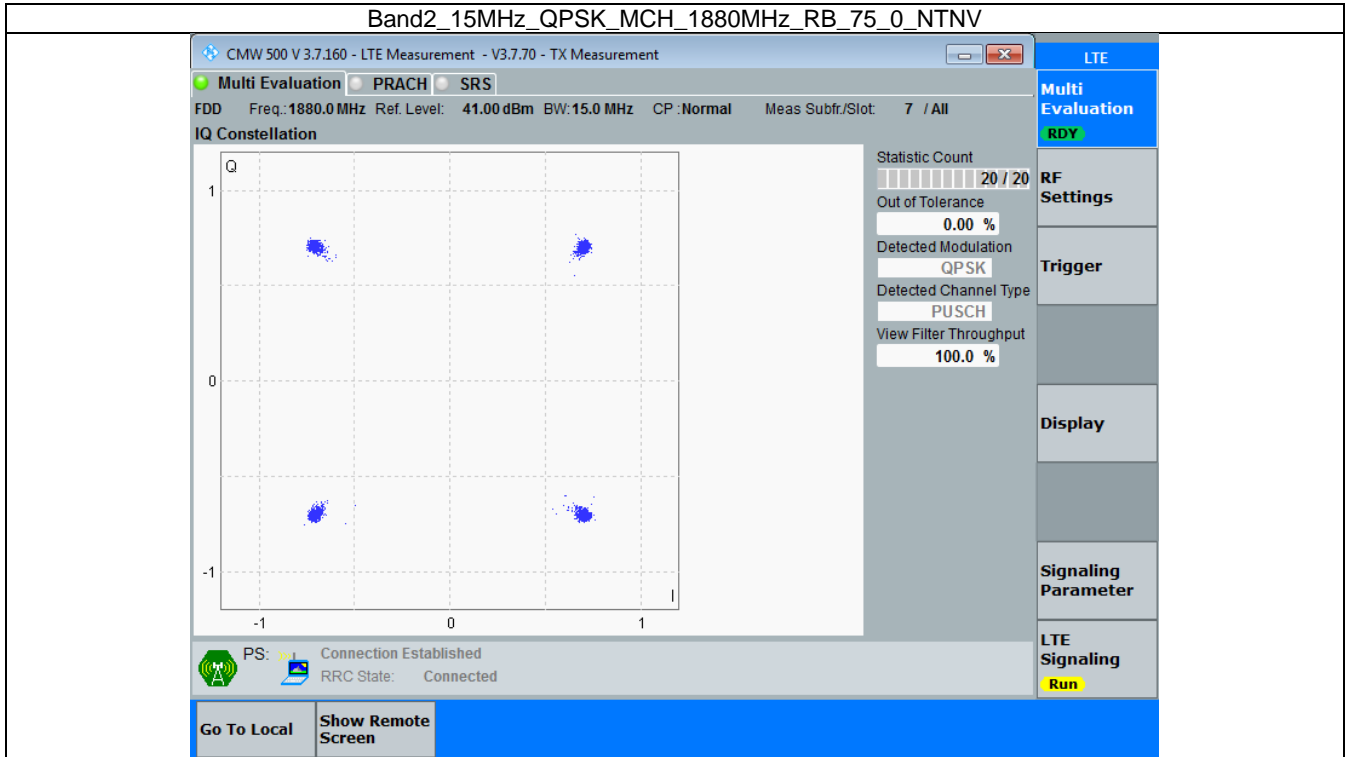 Band2_15MHz_QPSK_MCH_1880MHz_RB_75_0_NTNV
CMW 500 V 3.7.160 - LTE Measurement - V3.7.70 - TX Measurement
LTE
Multi Evaluation PRACH SRS
Multi
Evaluation
RDY
FDD Freq.: 1880.0 MHz Ref. Level: 41.00 dBm BW: 15.0 MHz CP : Normal Meas Subfr./Slot: 7 / All
IQ Constellation
Q
1
0
-1
I
-1 0 1
Statistic Count
20 / 20
Out of Tolerance
0.00 %
Detected Modulation
QPSK
Detected Channel Type
PUSCH
View Filter Throughput
100.0 %
RF
Settings
Trigger
Display
Signaling
Parameter
LTE
Signaling
Run
PS: Connection Established
RRC State: Connected
Go To Local
Show Remote
Screen